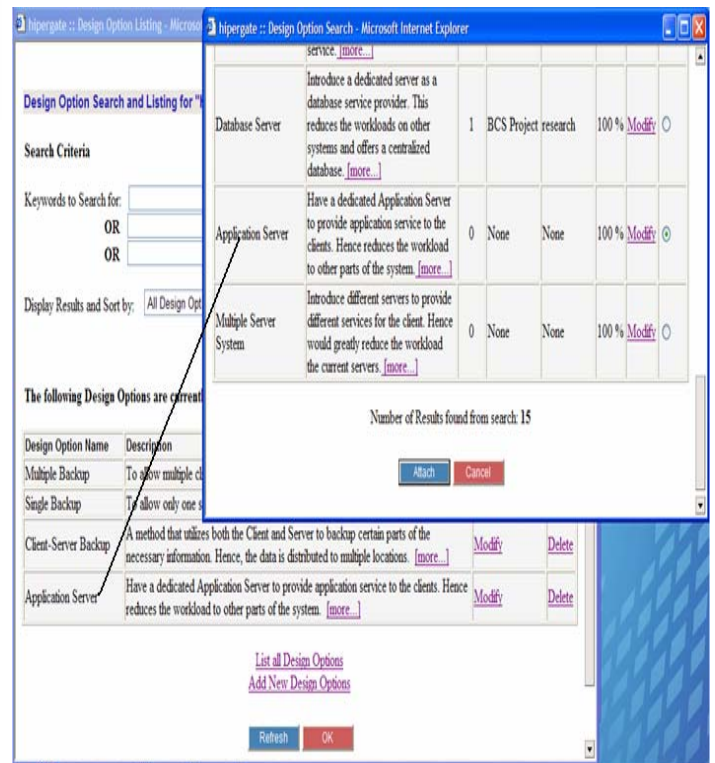 hipergate :: Design Option Listing - Microsof
hipergate :: Design Option Search - Microsoft Internet Explorer
service. [more...]
Database Server
Introduce a dedicated server as a
database service provider. This
reduces the workloads on other
systems and offers a centralized
database. [more...]
1 BCS Project research 100 % Modify
Application Server
Have a dedicated Application Server
to provide application service to the
clients. Hence reduces the workload
to other parts of the system. [more...]
0 None None 100 % Modify
Multiple Server
System
Introduce different servers to provide
different services for the client. Hence
would greatly reduce the workload
the current servers. [more...]
0 None None 100 % Modify
Number of Results found from search: 15
Attach Cancel
Design Option Search and Listing for
Search Criteria
Keywords to Search for:
OR
OR
Display Results and Sort by: All Design Opt
The following Design Options are current
Design Option Name Description
Multiple Backup To allow multiple cl
Single Backup To allow only one s
Client-Server Backup
A method that utilizes both the Client and Server to backup certain parts of the
necessary information. Hence, the data is distributed to multiple locations. [more...]
Modify Delete
Application Server
Have a dedicated Application Server to provide application service to the clients. Hence
reduces the workload to other parts of the system. [more...]
Modify Delete
List all Design Options
Add New Design Options
Refresh OK